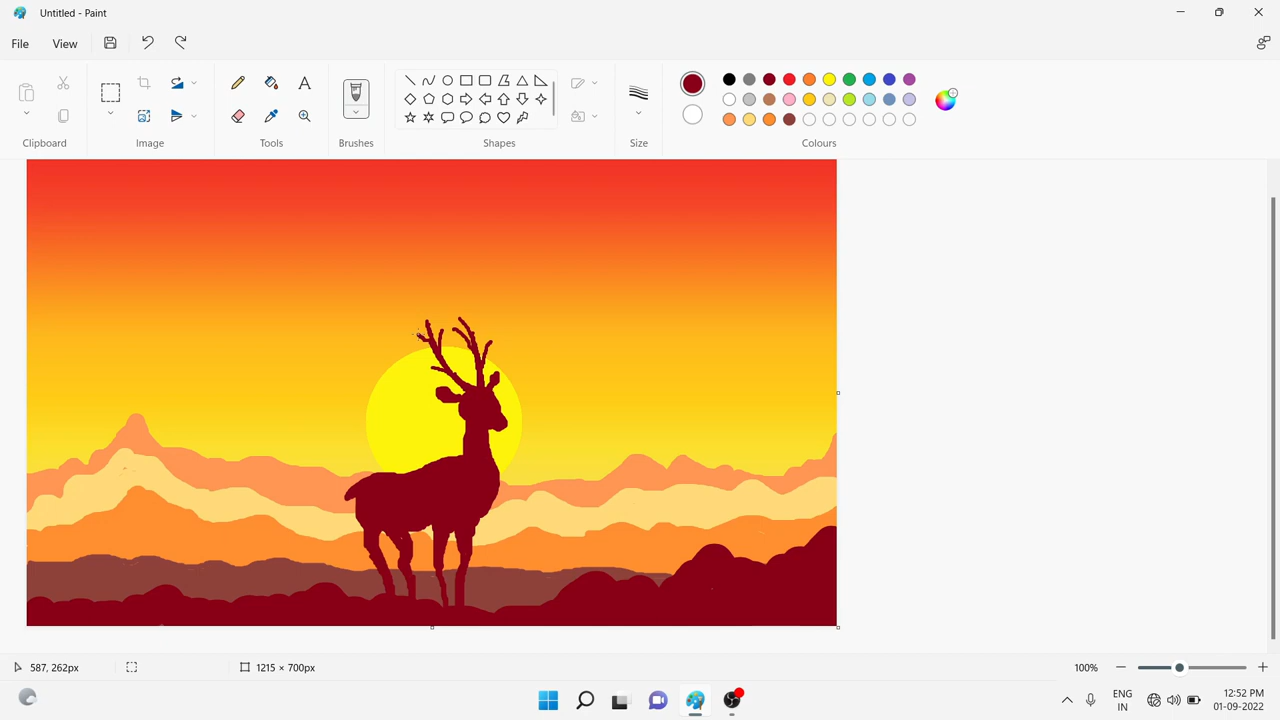 Untitled - Paint
File View
Clipboard Image Tools Brushes Shapes Size Colours
587, 262px 1215 × 700px 100%
ENG 12:52 PM
IN 01-09-2022